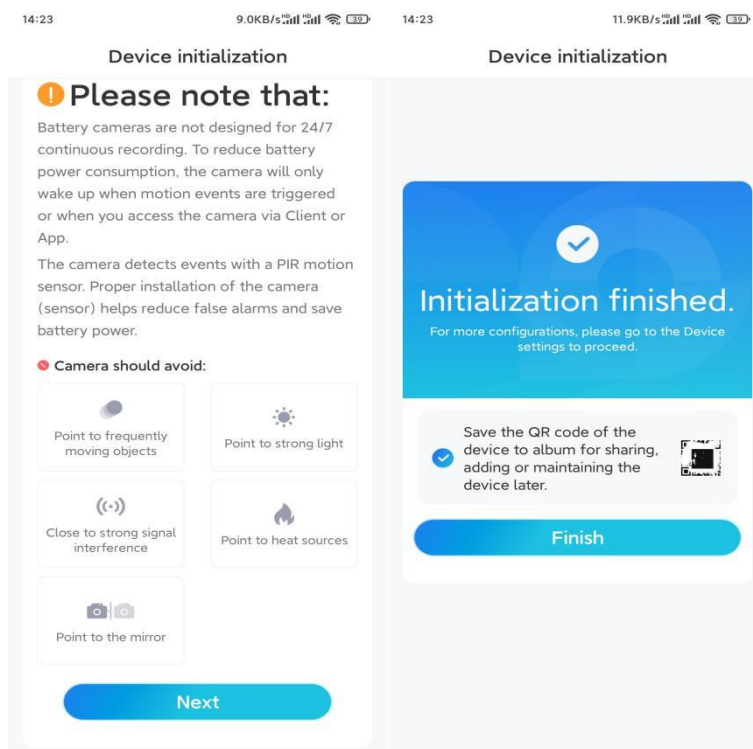 14:23
9.0KB/s HD HD 39
Device initialization
Please note that:
Battery cameras are not designed for 24/7
continuous recording. To reduce battery
power consumption, the camera will only
wake up when motion events are triggered
or when you access the camera via Client or
App.
The camera detects events with a PIR motion
sensor. Proper installation of the camera
(sensor) helps reduce false alarms and save
battery power.
Camera should avoid:
Point to frequently
moving objects
Point to strong light
Close to strong signal
interference
Point to heat sources
Point to the mirror
Next
14:23
11.9KB/s HD HD 39
Device initialization
Initialization finished.
For more configurations, please go to the Device
settings to proceed.
Save the QR code of the
device to album for sharing,
adding or maintaining the
device later.
Finish